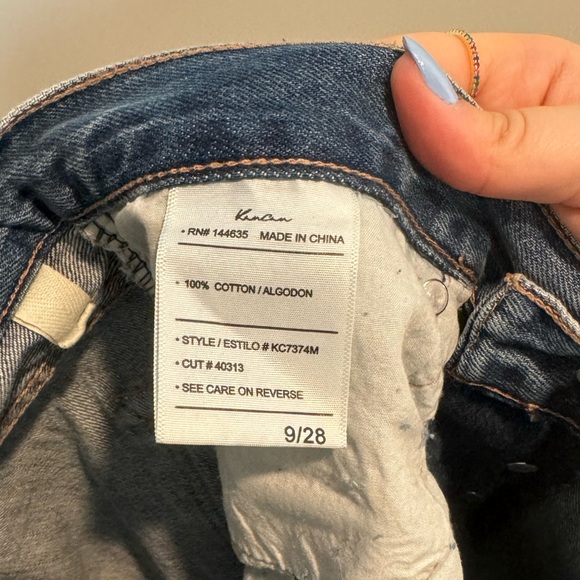 KanCan
• RN# 144635 MADE IN CHINA
• 100% COTTON / ALGODON
• STYLE / ESTILO # KC7374M
• CUT # 40313
• SEE CARE ON REVERSE
9/28